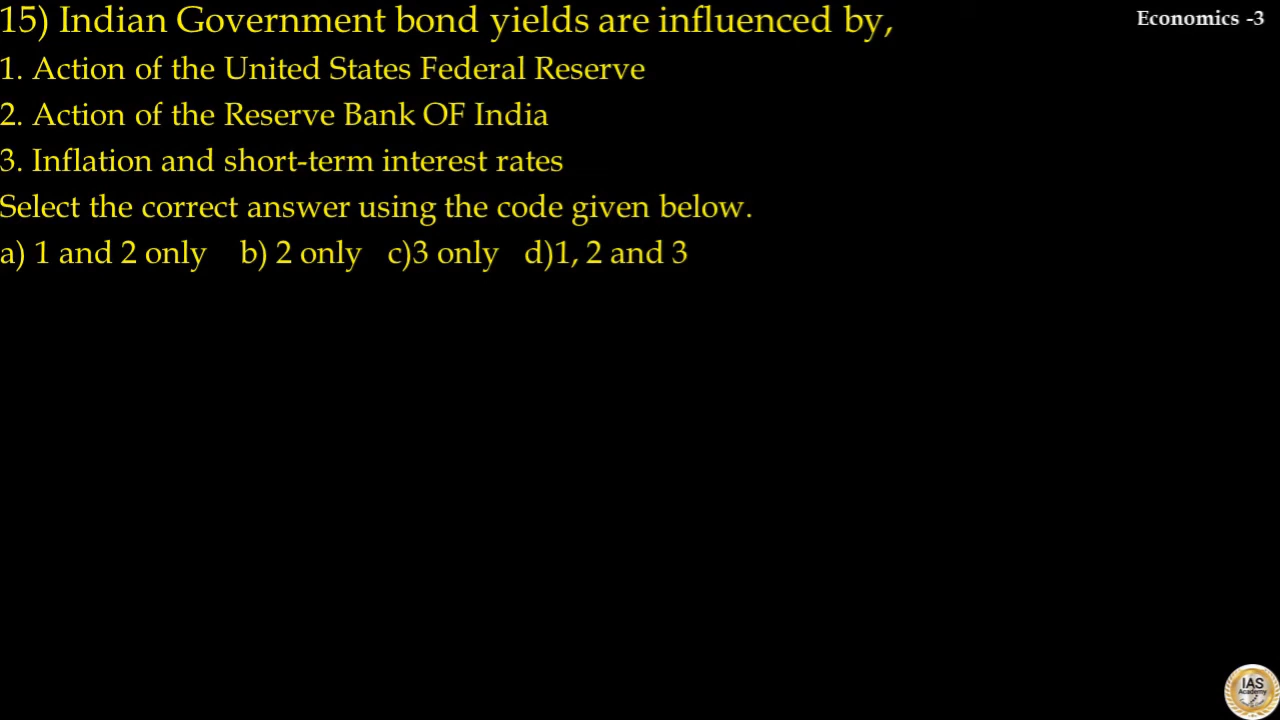 15) Indian Government bond yields are influenced by,
Economics -3
1. Action of the United States Federal Reserve
2. Action of the Reserve Bank OF India
3. Inflation and short-term interest rates
Select the correct answer using the code given below.
a) 1 and 2 only b) 2 only c)3 only d)1, 2 and 3
IAS
Academy